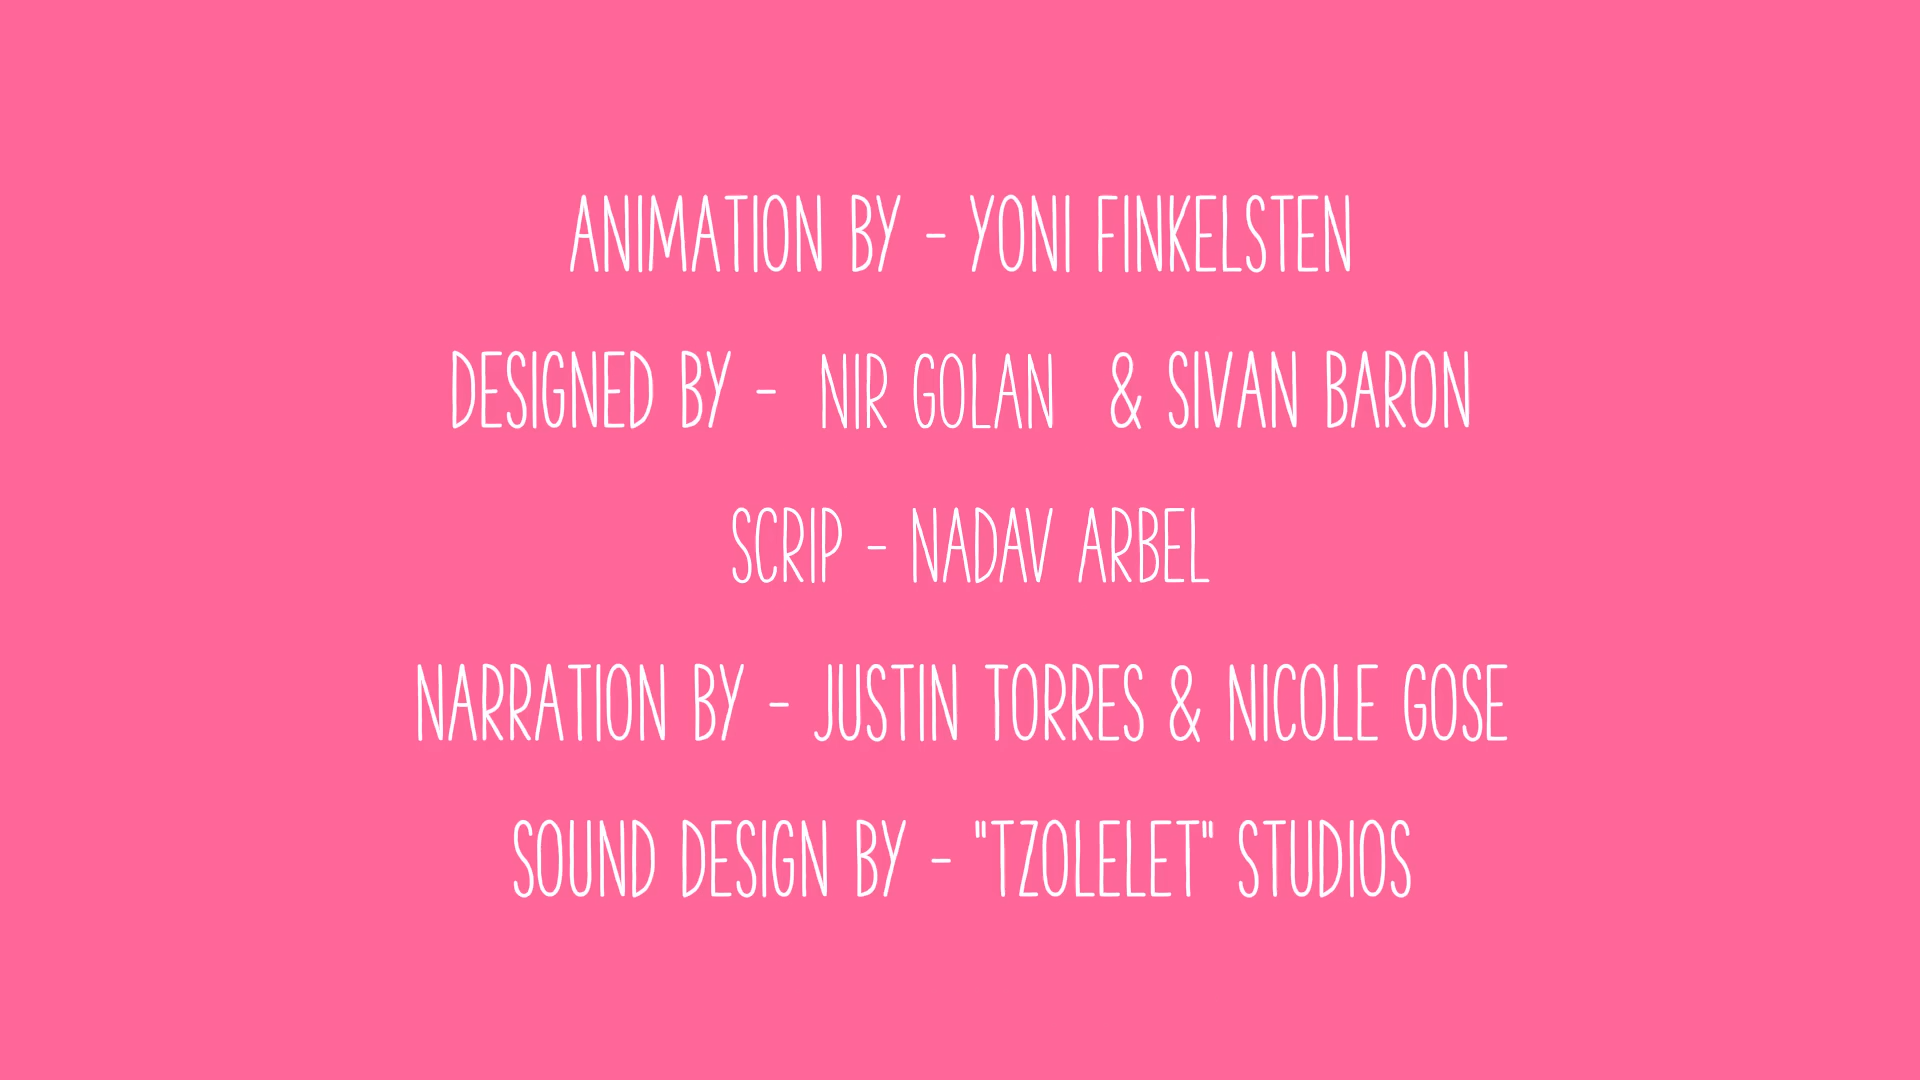 ANIMATION BY - YONI FINKELSTEN
DESIGNED BY - NIR GOLAN & SIVAN BARON
SCRIP - NADAV ARBEL
NARRATION BY - JUSTIN TORRES & NICOLE GOSE
SOUND DESIGN BY - "TZOLELET" STUDIOS